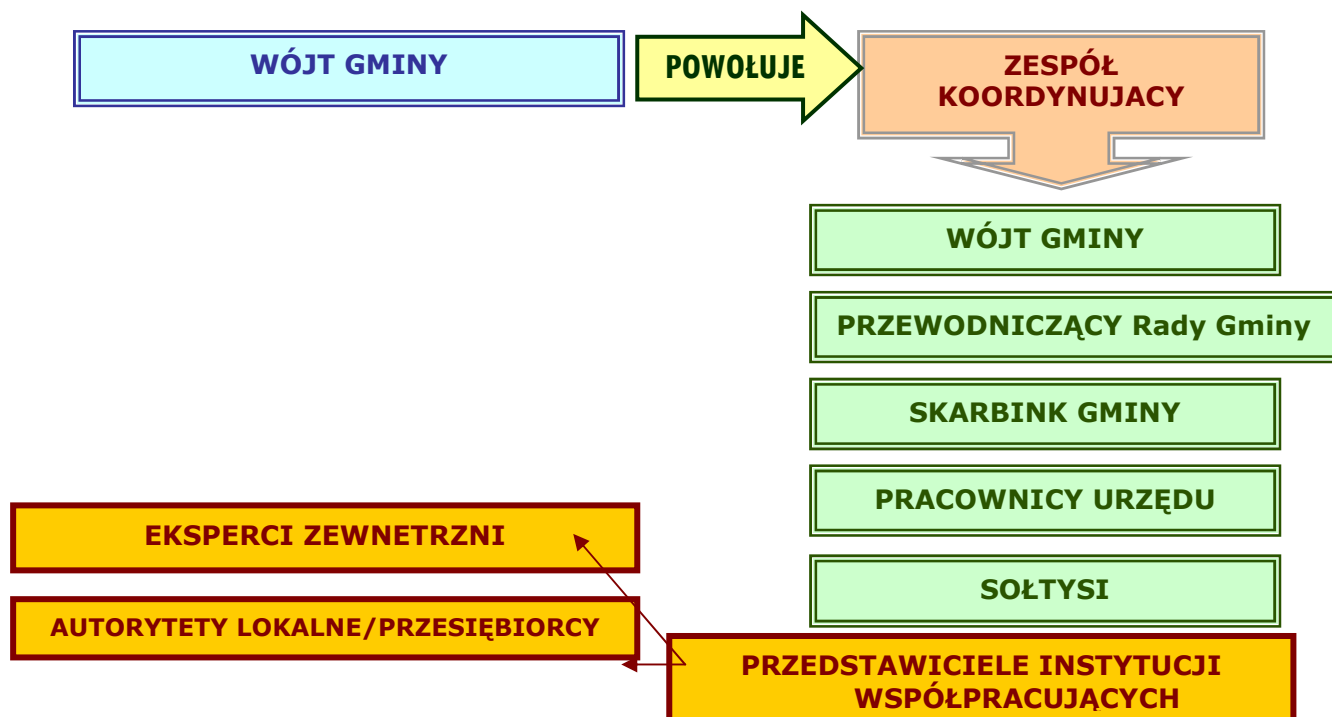 WÓJT GMINY
POWOŁUJE
ZESPÓŁ
KOORDYNUJACY
WÓJT GMINY
PRZEWODNICZĄCY Rady Gminy
SKARBINK GMINY
PRACOWNICY URZĘDU
SOŁTYSI
EKSPERCI ZEWNETRZNI
AUTORYTETY LOKALNE/PRZESIĘBIORCY
PRZEDSTAWICIELE INSTYTUCJI
WSPÓŁPRACUJĄCYCH